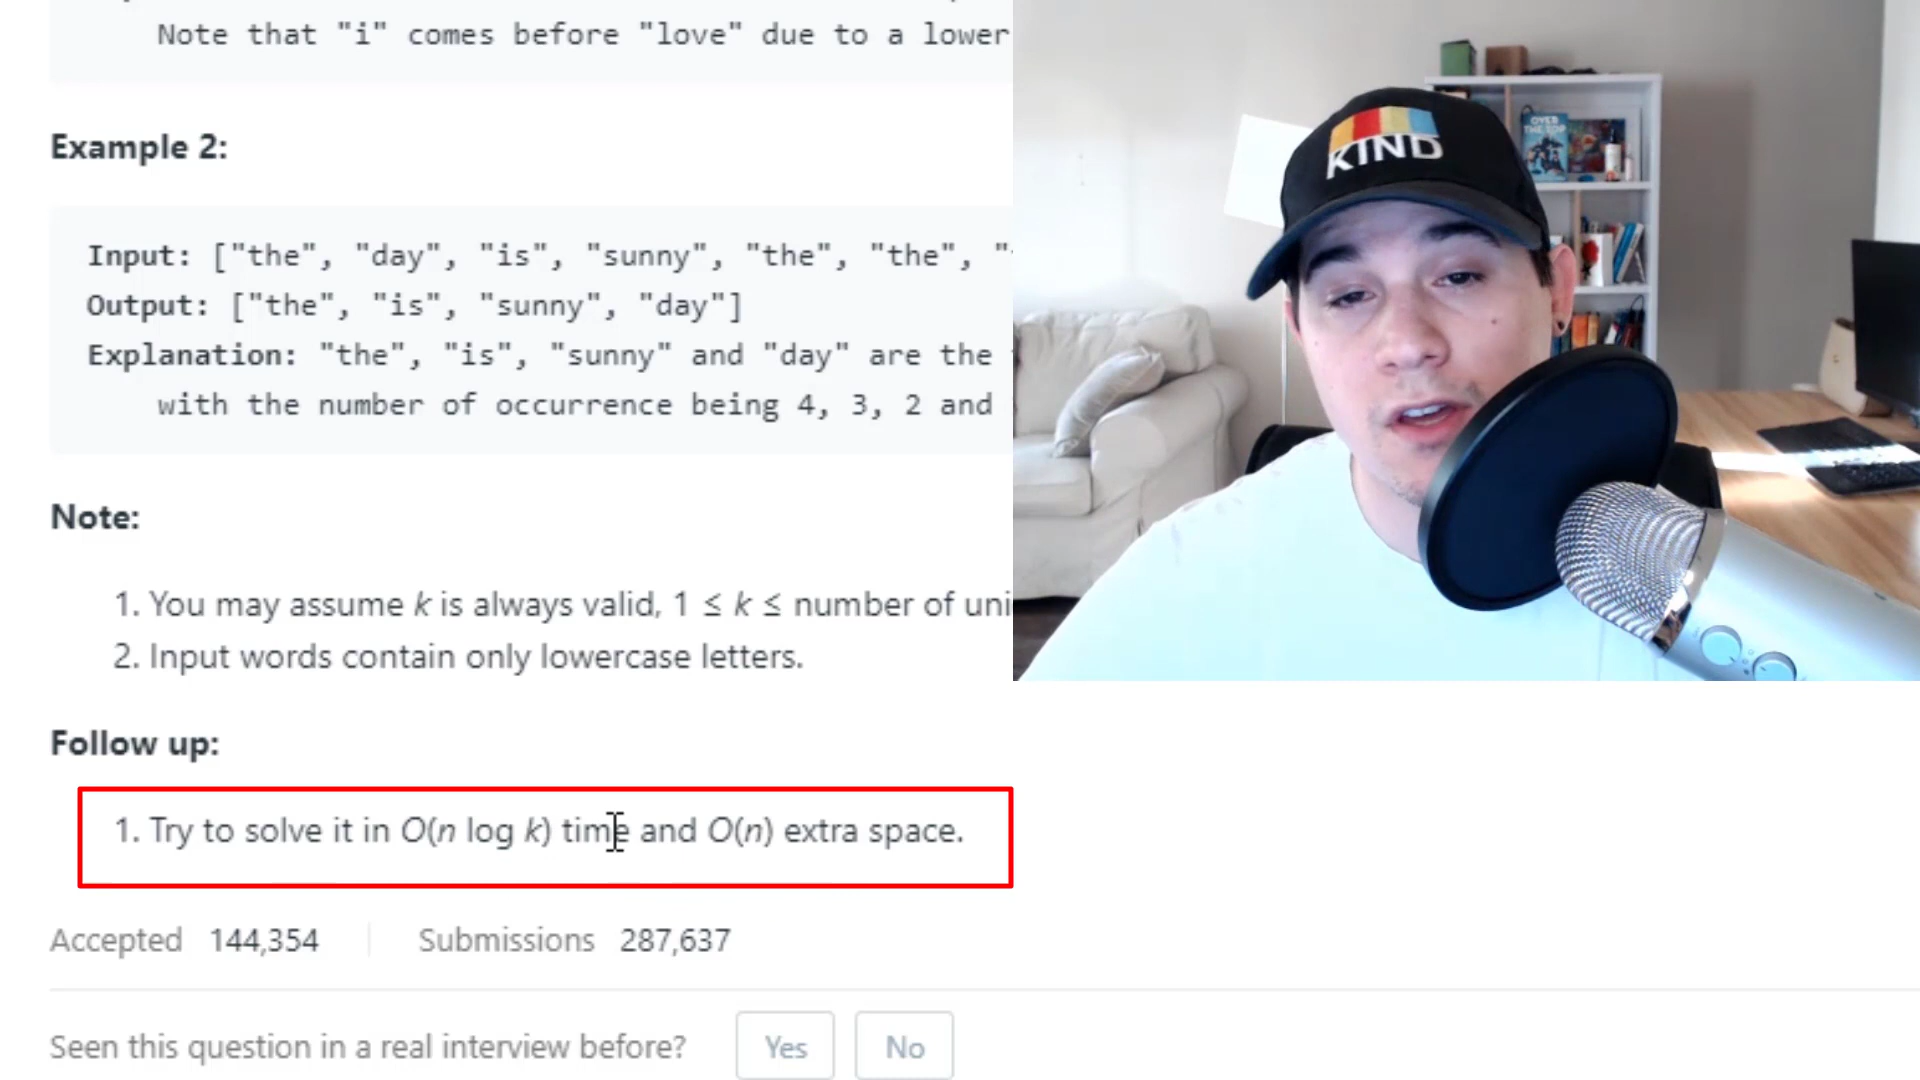 Note that "i" comes before "love" due to a lower
Example 2:
Input: ["the", "day", "is", "sunny", "the", "the", "
Output: ["the", "is", "sunny", "day"]
Explanation: "the", "is", "sunny" and "day" are the
with the number of occurrence being 4, 3, 2 and
Note:
1. You may assume k is always valid, 1 ≤ k ≤ number of uni
2. Input words contain only lowercase letters.
Follow up:
1. Try to solve it in O(n log k) time and O(n) extra space.
Accepted 144,354 Submissions 287,637
Seen this question in a real interview before? Yes No
KIND
OVER
THE TOP